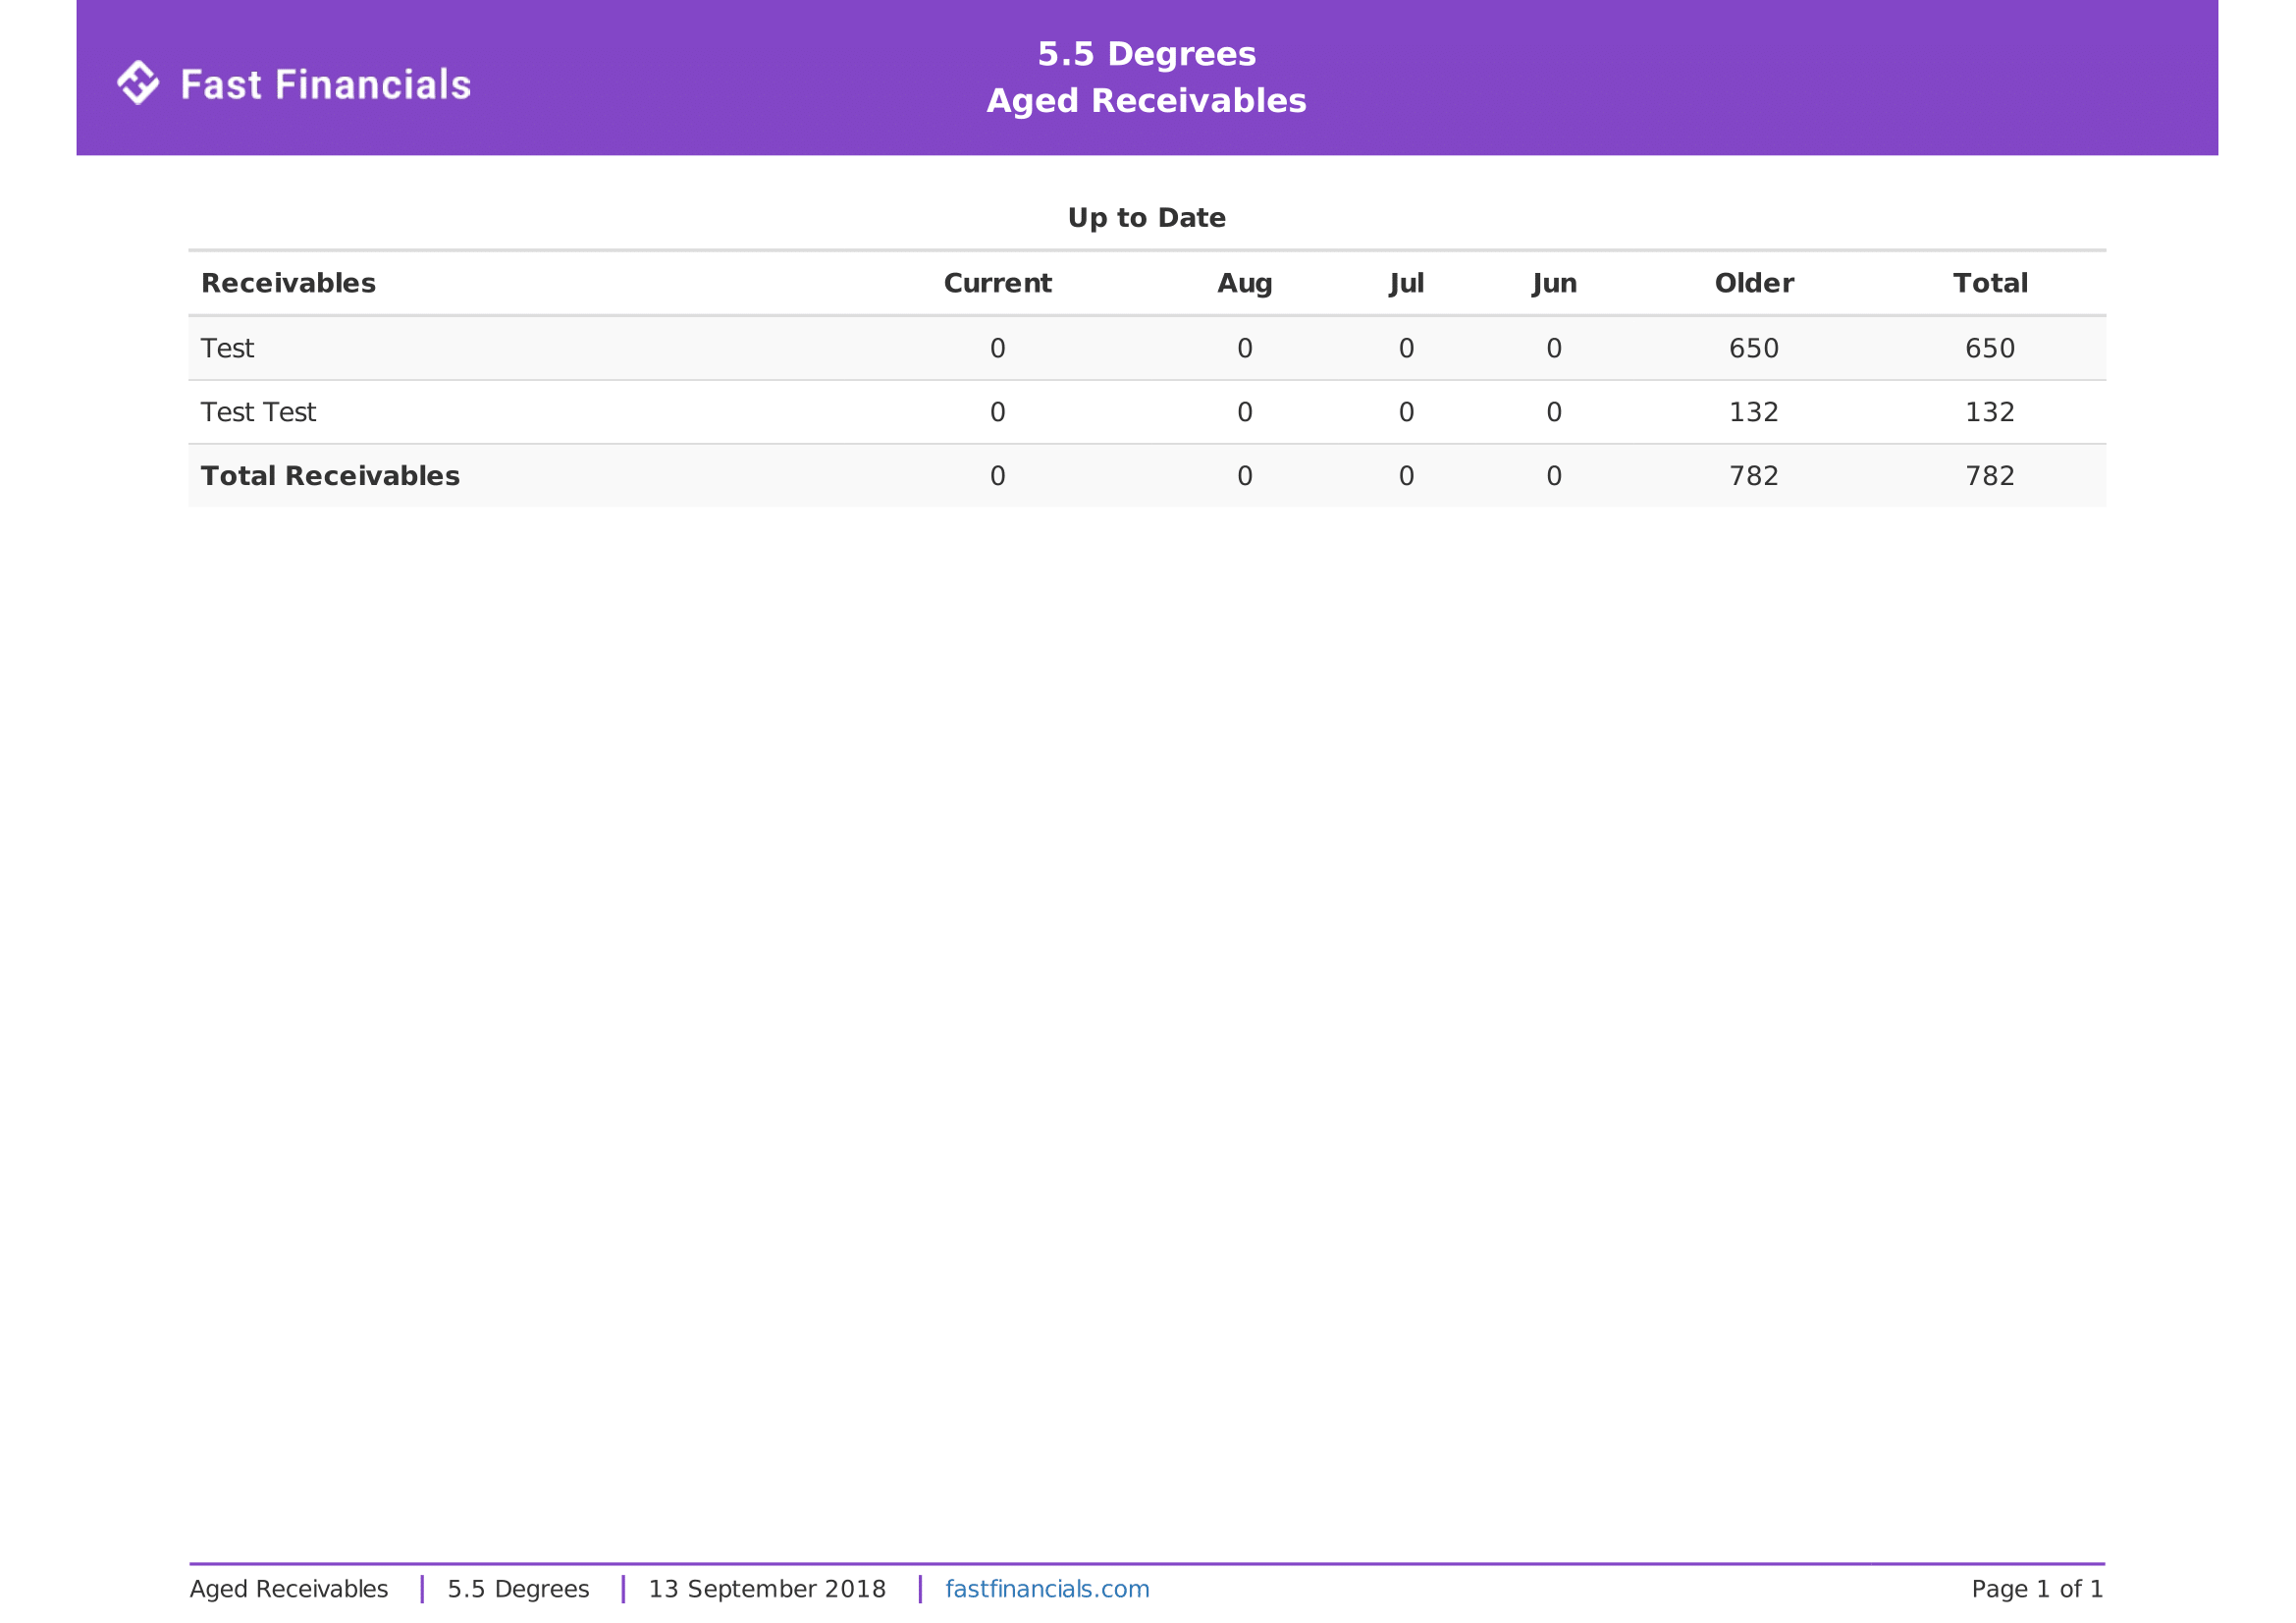 Fast Financials
5.5 Degrees
Aged Receivables
Up to Date
Receivables Current Aug Jul Jun Older Total
Test 0 0 0 0 650 650
Test Test 0 0 0 0 132 132
Total Receivables 0 0 0 0 782 782
Aged Receivables | 5.5 Degrees | 13 September 2018 | fastfinancials.com Page 1 of 1